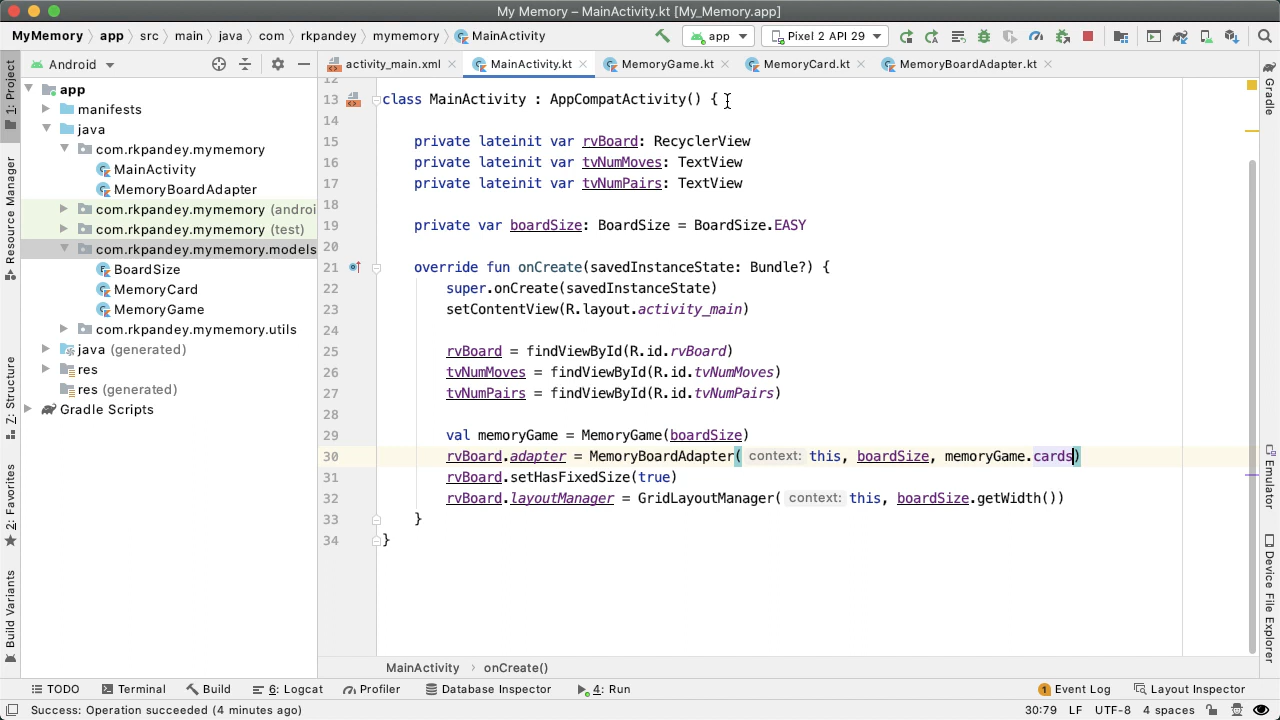 My Memory – MainActivity.kt [My_Memory.app]
MyMemory app src main java com rkpandey mymemory MainActivity app Pixel 2 API 29
Android activity_main.xml MainActivity.kt MemoryGame.kt MemoryCard.kt MemoryBoardAdapter.kt
1: Project
Resource Manager
Z: Structure
2: Favorites
Build Variants
app
manifests
java
com.rkpandey.mymemory
MainActivity
MemoryBoardAdapter
com.rkpandey.mymemory (androi
com.rkpandey.mymemory (test)
com.rkpandey.mymemory.models
BoardSize
MemoryCard
MemoryGame
com.rkpandey.mymemory.utils
java (generated)
res
res (generated)
Gradle Scripts
12
13 class MainActivity : AppCompatActivity() {
14
15 private lateinit var rvBoard: RecyclerView
16 private lateinit var tvNumMoves: TextView
17 private lateinit var tvNumPairs: TextView
18
19 private var boardSize: BoardSize = BoardSize.EASY
20
21 override fun onCreate(savedInstanceState: Bundle?) {
22 super.onCreate(savedInstanceState)
23 setContentView(R.layout.activity_main)
24
25 rvBoard = findViewById(R.id.rvBoard)
26 tvNumMoves = findViewById(R.id.tvNumMoves)
27 tvNumPairs = findViewById(R.id.tvNumPairs)
28
29 val memoryGame = MemoryGame(boardSize)
30 rvBoard.adapter = MemoryBoardAdapter( context: this, boardSize, memoryGame.cards)
31 rvBoard.setHasFixedSize(true)
32 rvBoard.layoutManager = GridLayoutManager( context: this, boardSize.getWidth())
33 }
34 }
Gradle
Emulator
Device File Explorer
MainActivity › onCreate()
TODO Terminal Build 6: Logcat Profiler Database Inspector 4: Run 1 Event Log Layout Inspector
Success: Operation succeeded (4 minutes ago) 30:79 LF UTF-8 4 spaces